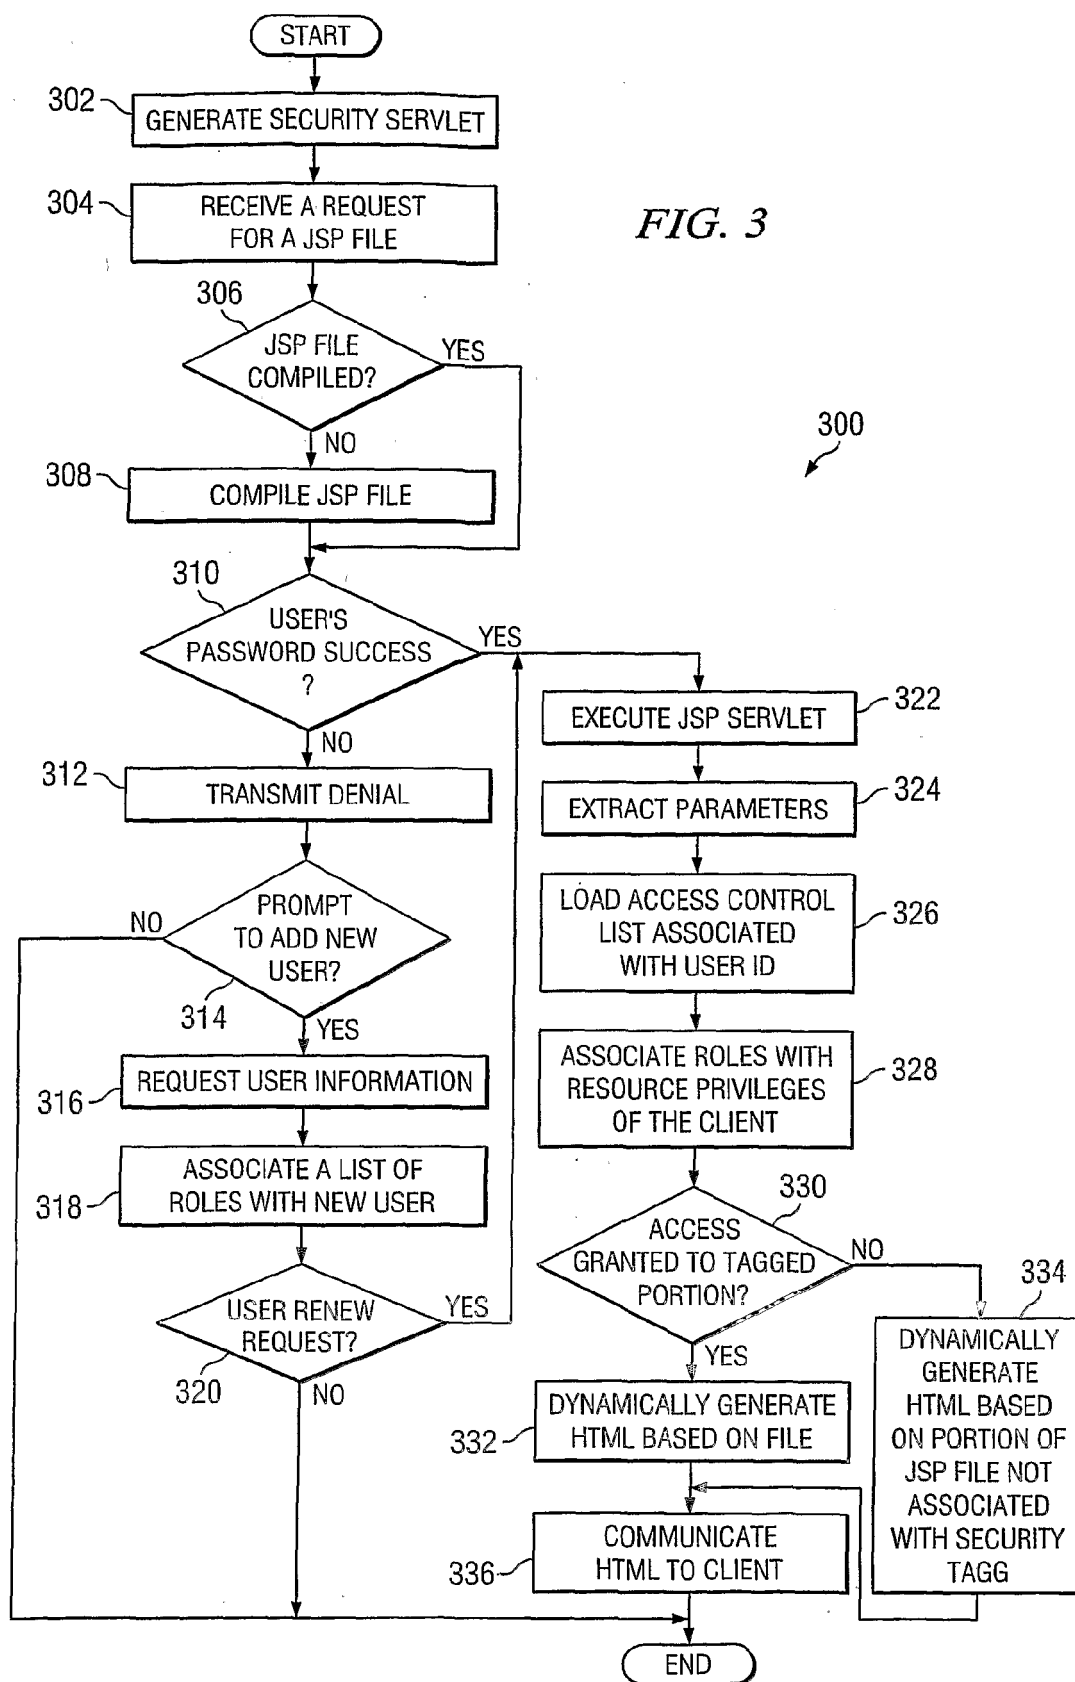 START
302
GENERATE SECURITY SERVLET
304
RECEIVE A REQUEST
FOR A JSP FILE
FIG. 3
306
JSP FILE
COMPILED?
YES
NO
300
308
COMPILE JSP FILE
310
USER'S
PASSWORD SUCCESS
?
YES
NO
312
TRANSMIT DENIAL
PROMPT
TO ADD NEW
USER?
NO
314
YES
316
REQUEST USER INFORMATION
318
ASSOCIATE A LIST OF
ROLES WITH NEW USER
USER RENEW
REQUEST?
YES
320
NO
EXECUTE JSP SERVLET
322
EXTRACT PARAMETERS
324
LOAD ACCESS CONTROL
LIST ASSOCIATED
WITH USER ID
326
ASSOCIATE ROLES WITH
RESOURCE PRIVILEGES
OF THE CLIENT
328
330
ACCESS
GRANTED TO TAGGED
PORTION?
NO
YES
334
DYNAMICALLY
GENERATE
HTML BASED
ON PORTION OF
JSP FILE NOT
ASSOCIATED
WITH SECURITY
TAGG
332
DYNAMICALLY GENERATE
HTML BASED ON FILE
336
COMMUNICATE
HTML TO CLIENT
END